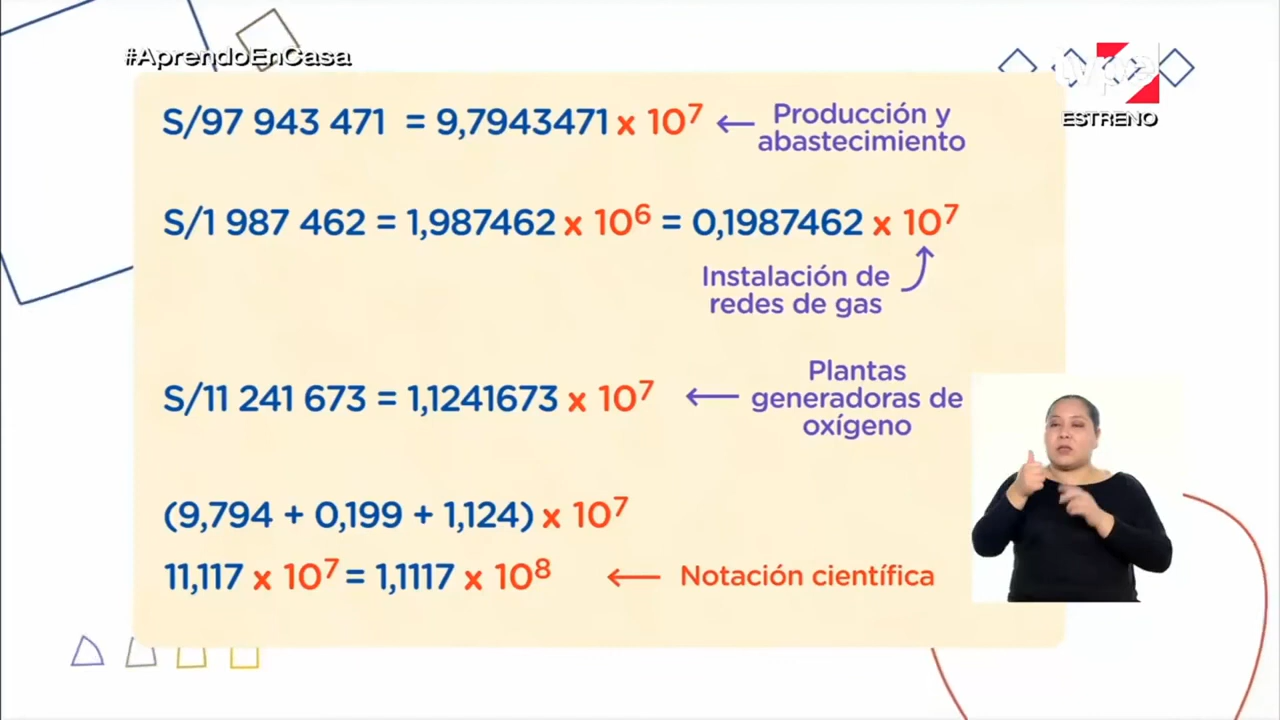 #AprendoEnCasa
tvpe
ESTRENO
S/97 943 471 = 9,7943471 x 10⁷ ← Producción y
abastecimiento
S/1 987 462 = 1,987462 x 10⁶ = 0,1987462 x 10⁷
Instalación de
redes de gas
S/11 241 673 = 1,1241673 x 10⁷ ← Plantas
generadoras de
oxígeno
(9,794 + 0,199 + 1,124) x 10⁷
11,117 x 10⁷ = 1,1117 x 10⁸ ← Notación científica